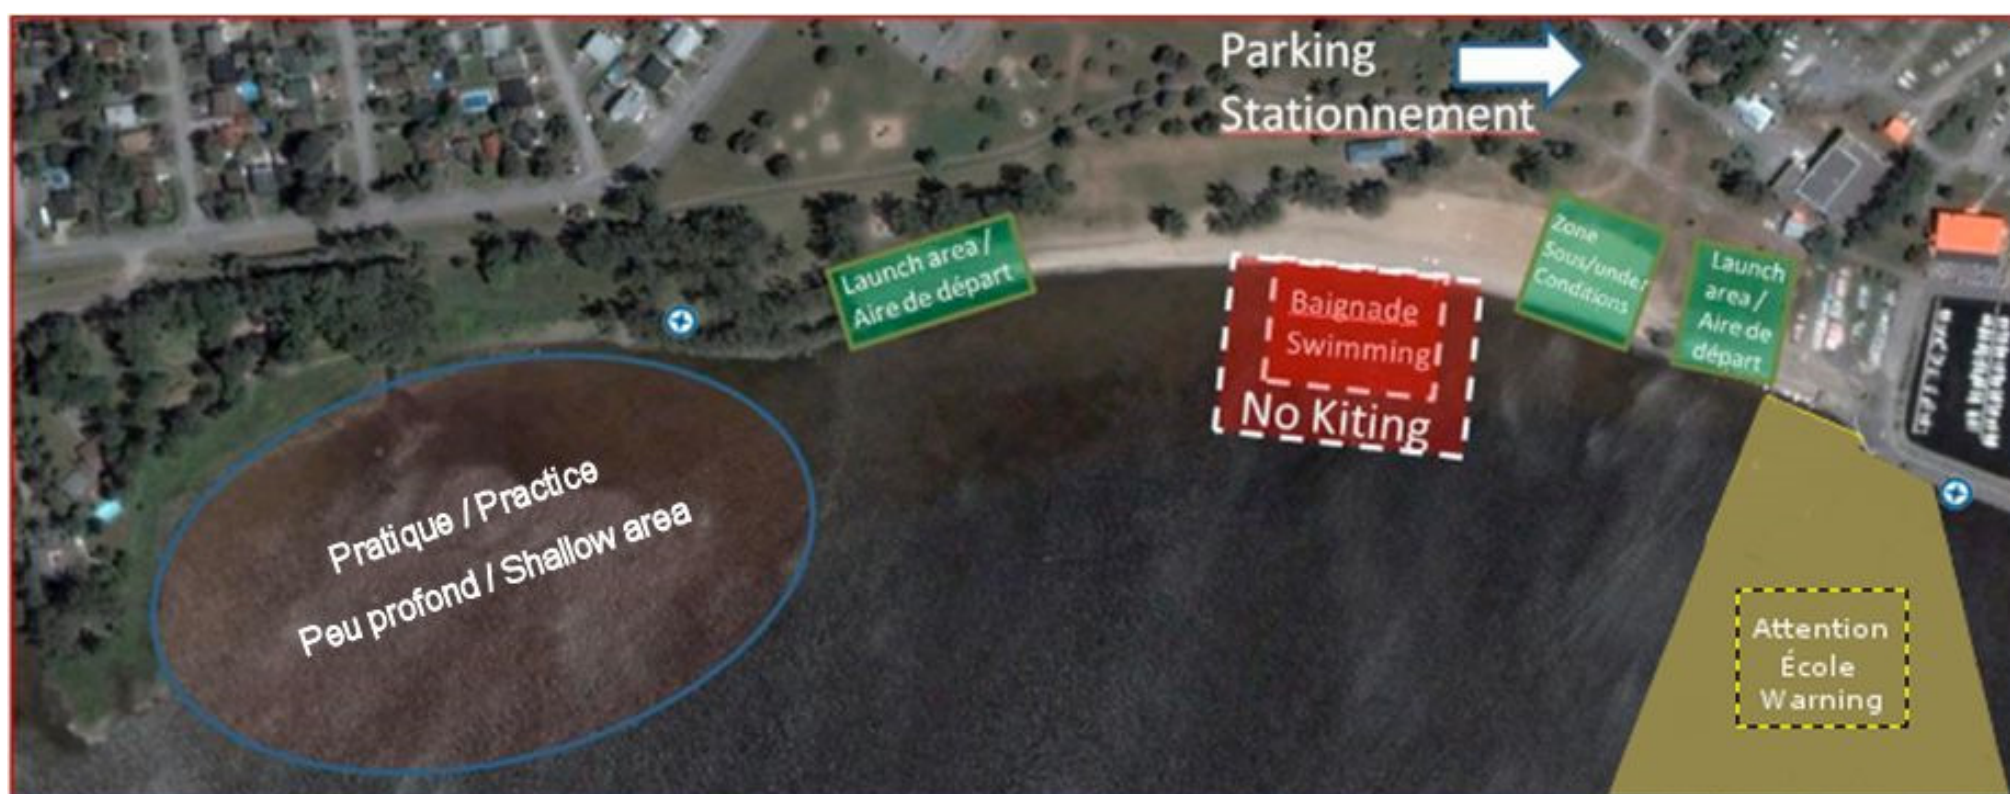 Parking
Stationnement
Launch area /
Aire de départ
Baignade
Swimming
No Kiting
Zone
Sous/under
Conditions
Launch
area /
Aire de
départ
Pratique / Practice
Peu profond / Shallow area
Attention
École
Warning